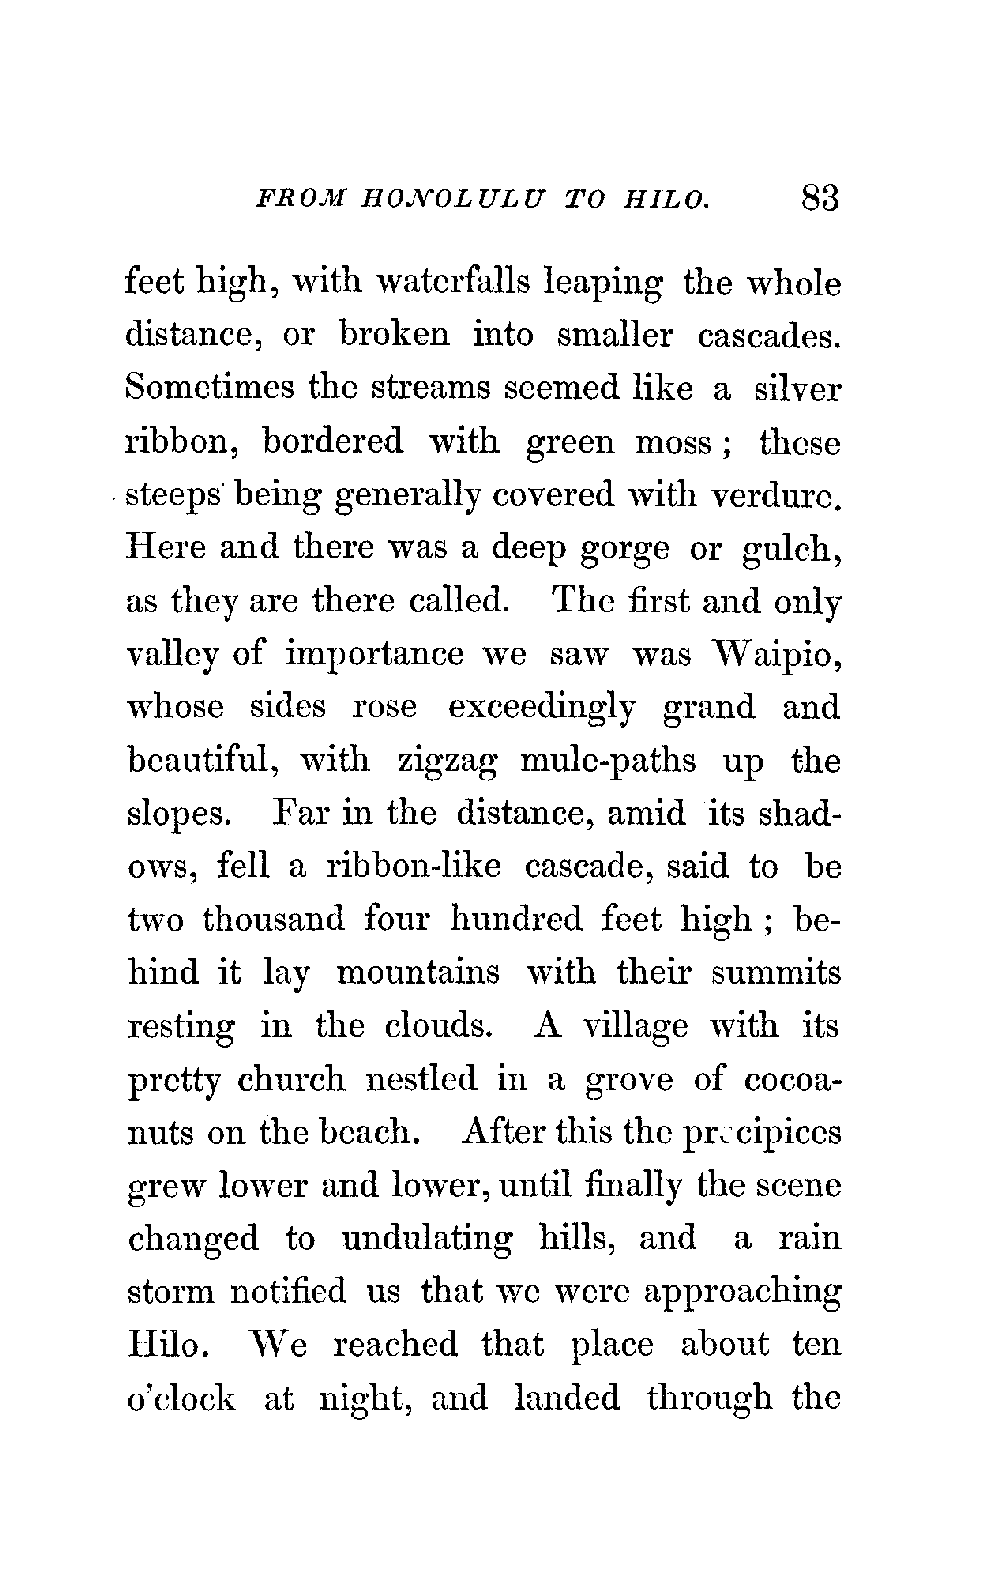 FROM HONOLULU TO HILO. 83
feet high, with waterfalls leaping the whole
distance, or broken into smaller cascades.
Sometimes the streams seemed like a silver
ribbon, bordered with green moss ; these
steeps being generally covered with verdure.
Here and there was a deep gorge or gulch,
as they are there called. The first and only
valley of importance we saw was Waipio,
whose sides rose exceedingly grand and
beautiful, with zigzag mule-paths up the
slopes. Far in the distance, amid its shad-
ows, fell a ribbon-like cascade, said to be
two thousand four hundred feet high ; be-
hind it lay mountains with their summits
resting in the clouds. A village with its
pretty church nestled in a grove of cocoa-
nuts on the beach. After this the precipices
grew lower and lower, until finally the scene
changed to undulating hills, and a rain
storm notified us that we were approaching
Hilo. We reached that place about ten
o'clock at night, and landed through the